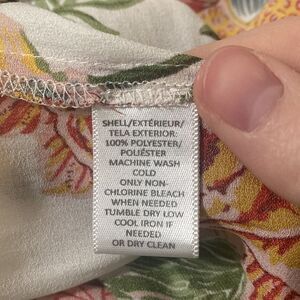 SHELL/EXTÉRIEUR/
TELA EXTERIOR:
100% POLYESTER/
POLIÉSTER
MACHINE WASH
COLD
ONLY NON-
CHLORINE BLEACH
WHEN NEEDED
TUMBLE DRY LOW
COOL IRON IF
NEEDED
OR DRY CLEAN